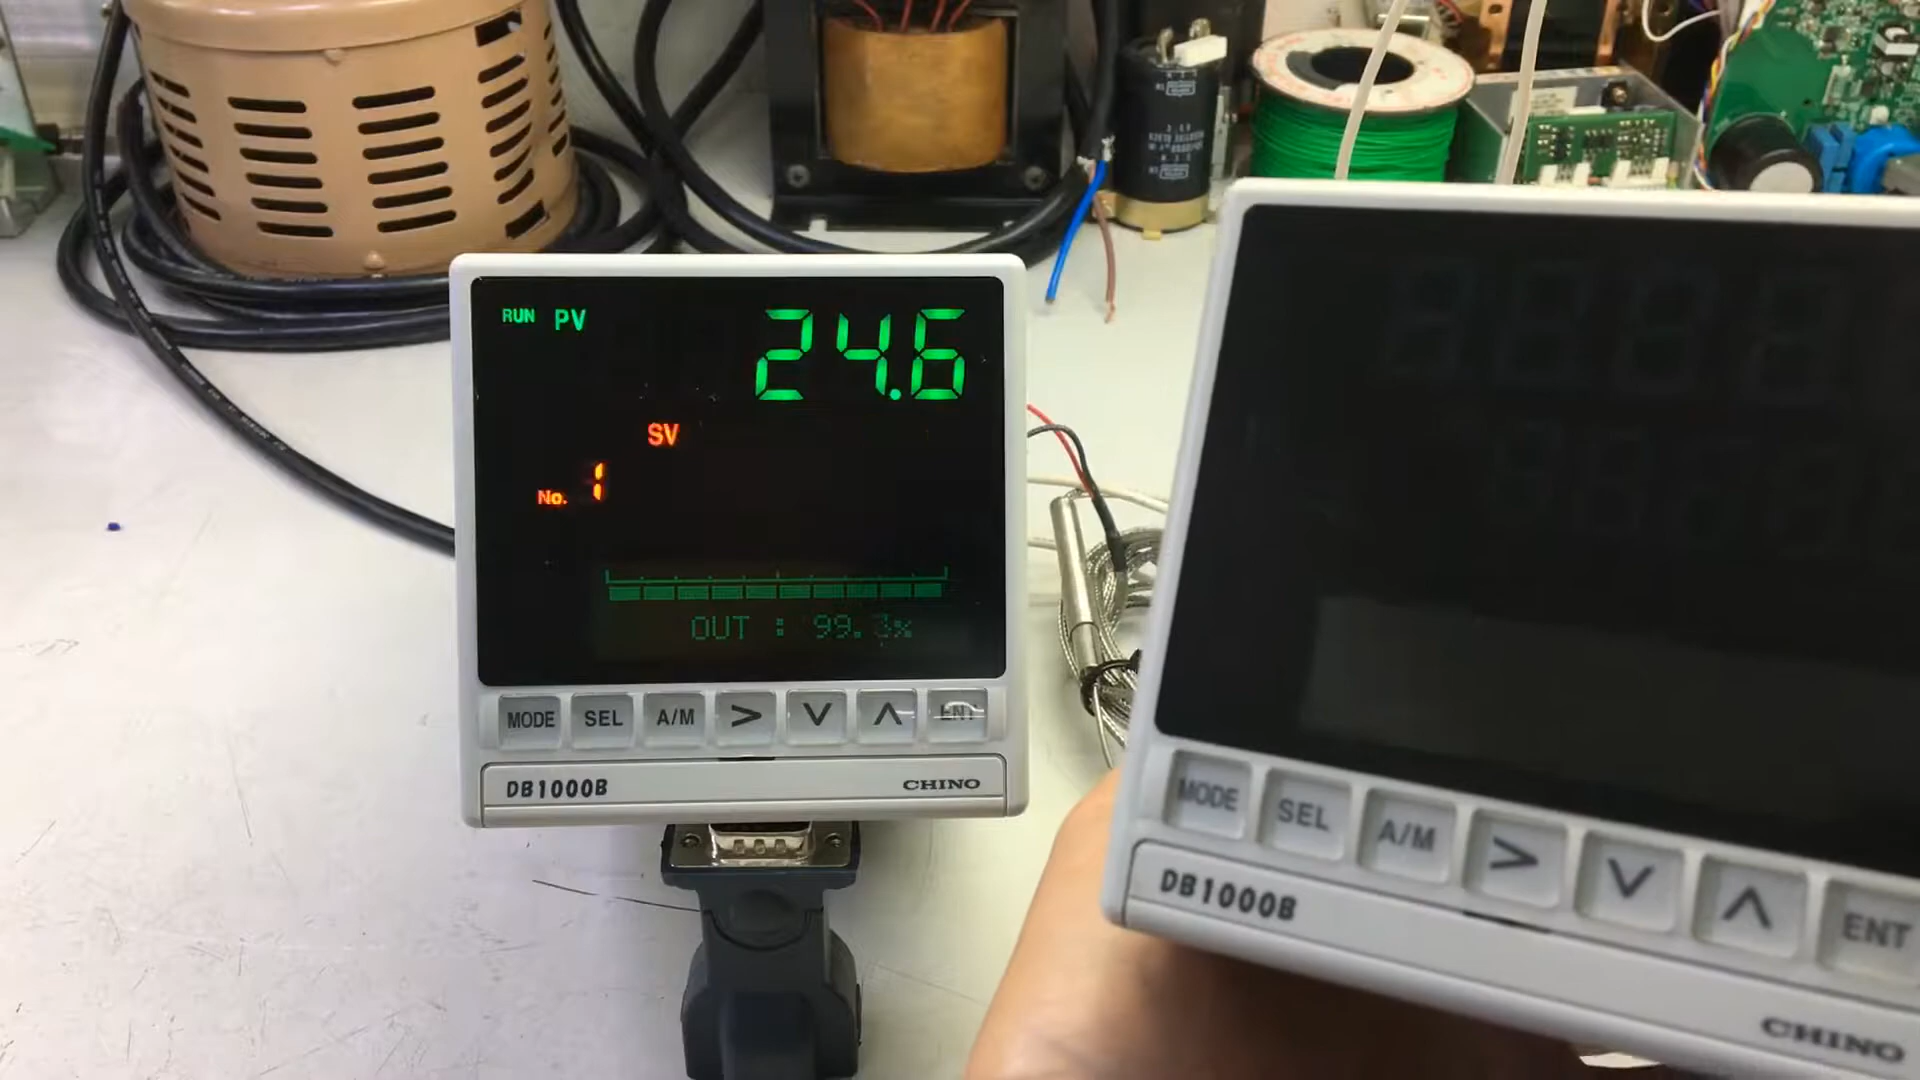 RUN PV 24.6
SV
No. 1
OUT : 99.3%
MODE SEL A/M > V Λ ENT
DB1000B CHINO
MODE SEL A/M > V Λ ENT
DB1000B
CHINO